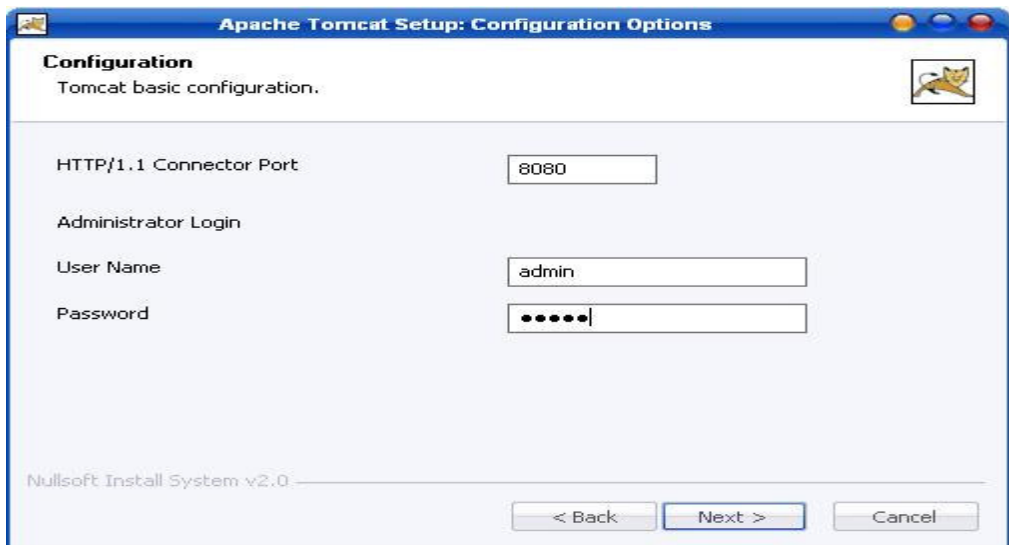 Apache Tomcat Setup: Configuration Options
Configuration
Tomcat basic configuration.
HTTP/1.1 Connector Port 8080
Administrator Login
User Name admin
Password •••••
Nullsoft Install System v2.0
< Back Next > Cancel